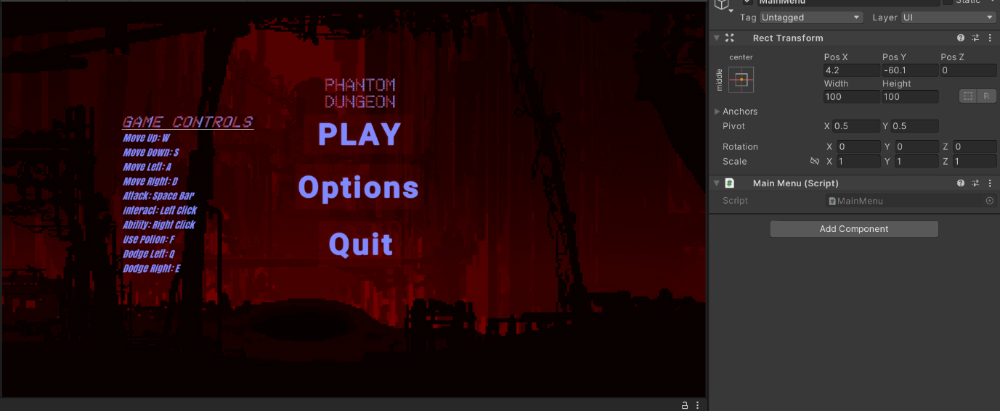 PHANTOM
DUNGEON
PLAY
Options
Quit
GAME CONTROLS
Move Up: W
Move Down: S
Move Left: A
Move Right: D
Attack: Space Bar
Interact: Left Click
Ability: Right Click
Use Potion: F
Dodge Left: Q
Dodge Right: E
MainMenu Static
Tag Untagged Layer UI
Rect Transform
center
middle
Pos X Pos Y Pos Z
4.2 -60.1 0
Width Height
100 100 R
Anchors
Pivot X 0.5 Y 0.5
Rotation X 0 Y 0 Z 0
Scale X 1 Y 1 Z 1
# Main Menu (Script)
Script # MainMenu
Add Component